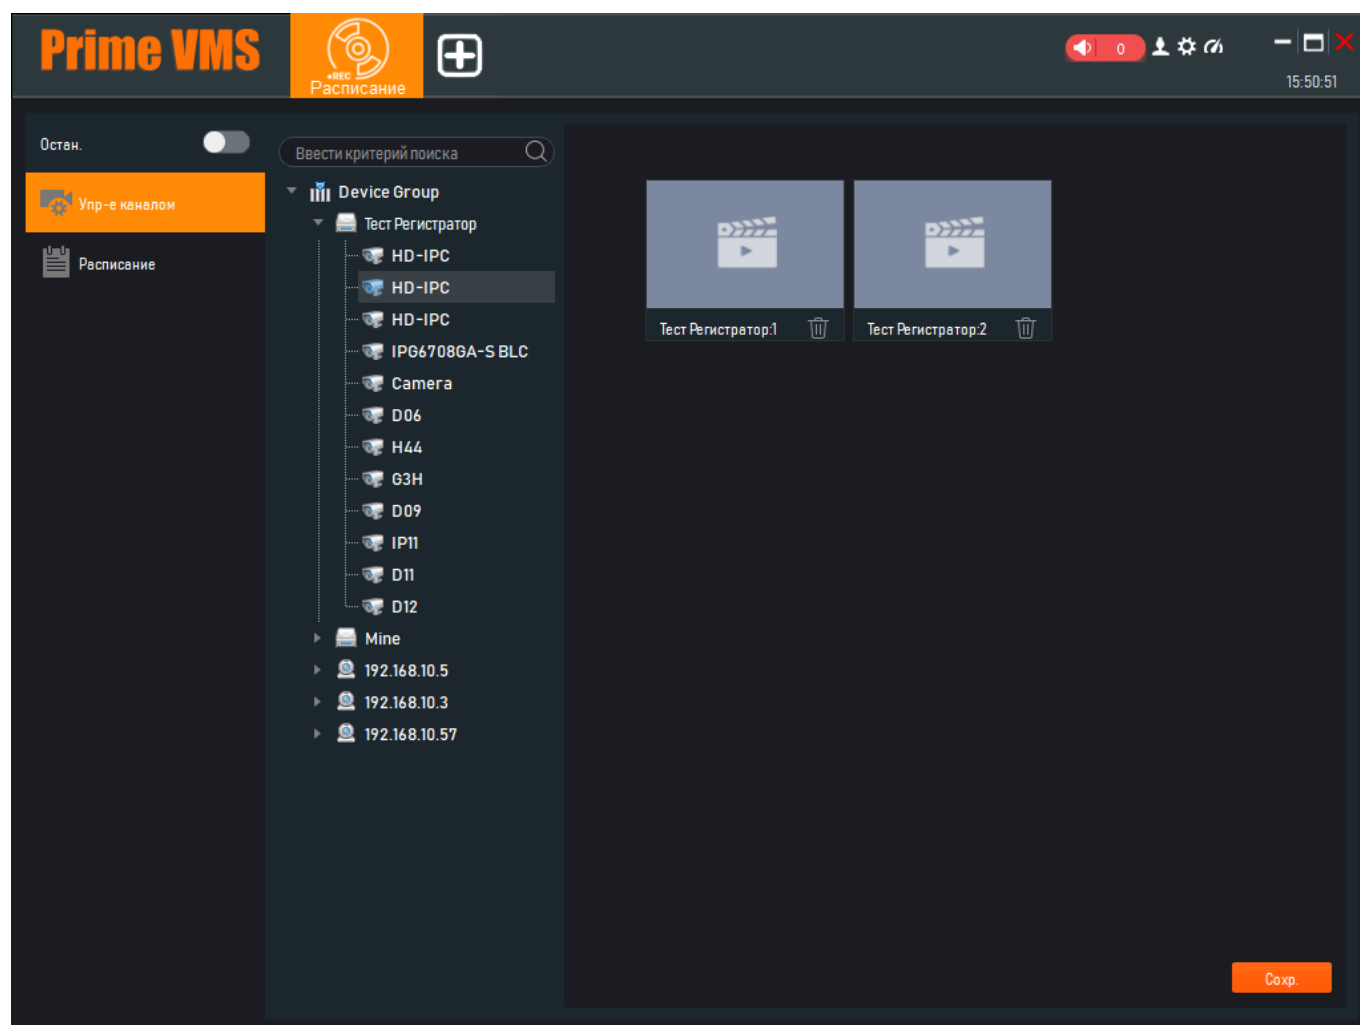 Prime VMS
•REC
Расписание
0
15:50:51
Остан.
Упр-е каналом
Расписание
Ввести критерий поиска
Device Group
Тест Регистратор
HD-IPC
HD-IPC
HD-IPC
IPG6708GA-S BLC
Camera
D06
H44
G3H
D09
IP11
D11
D12
Mine
192.168.10.5
192.168.10.3
192.168.10.57
Тест Регистратор:1
Тест Регистратор:2
Сохр.